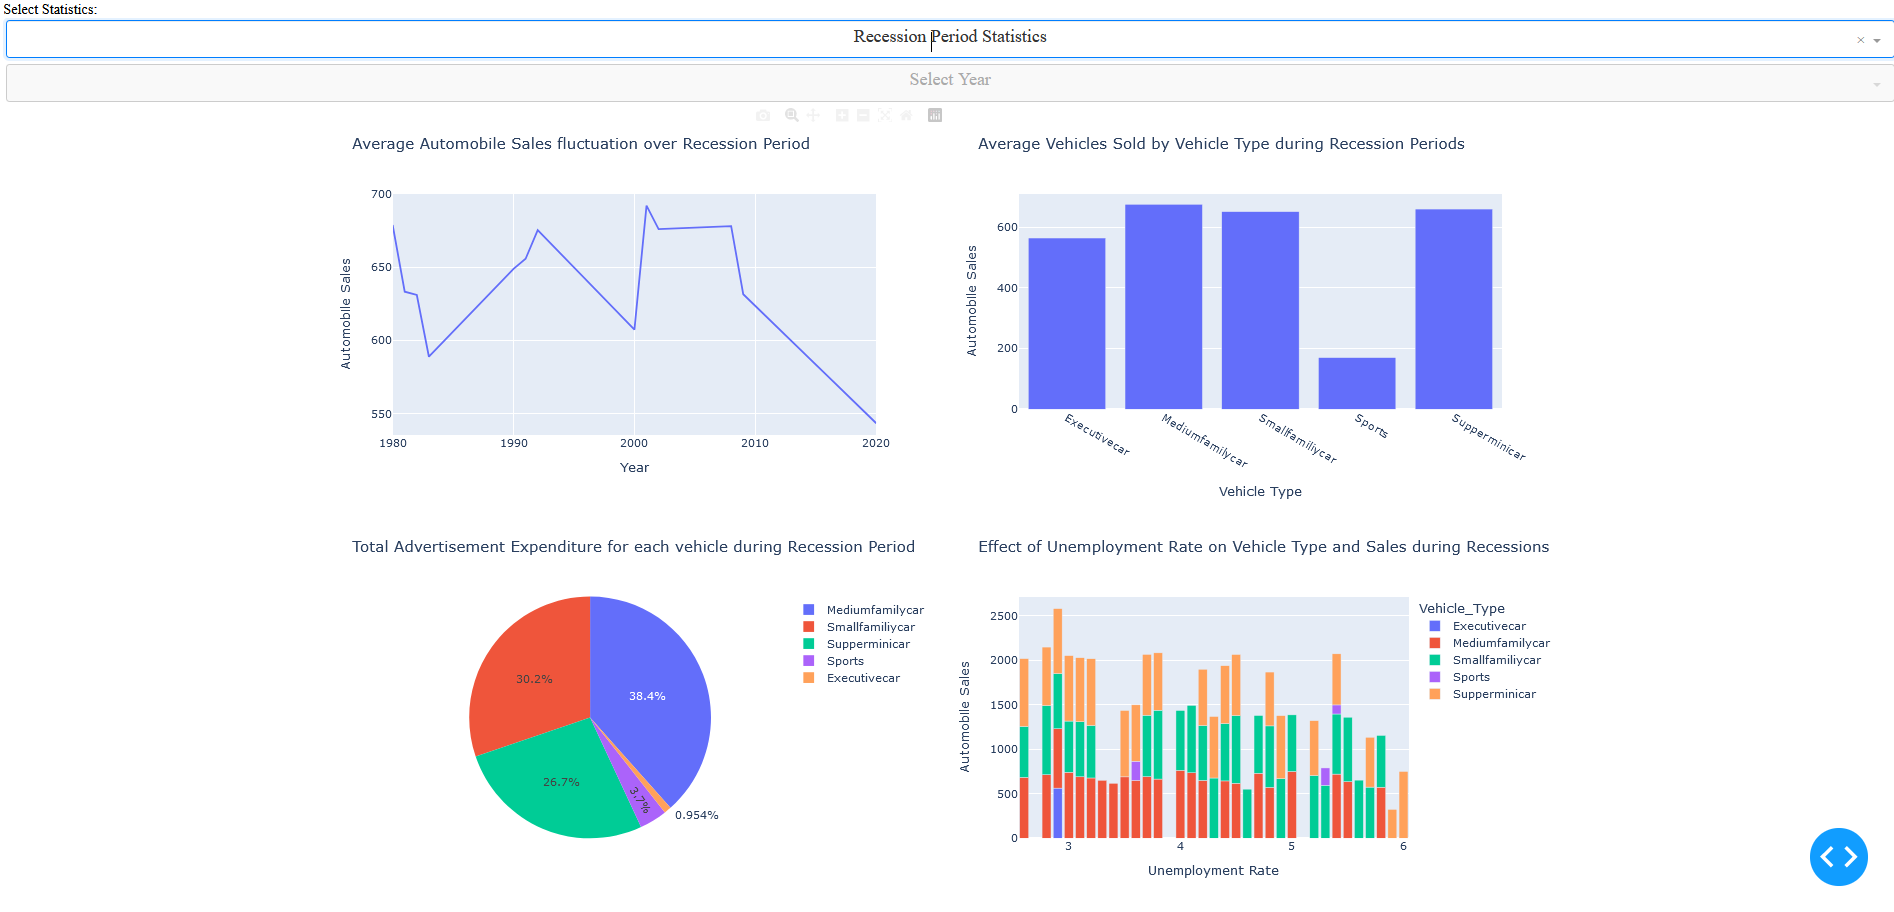 Select Statistics:
Recession Period Statistics
Select Year
Average Automobile Sales fluctuation over Recession Period
700
650
600
550
Automobile Sales
1980
1990
2000
2010
2020
Year
Average Vehicles Sold by Vehicle Type during Recession Periods
600
400
200
0
Automobile Sales
Executivecar
Mediumfamilycar
Smallfamiliycar
Sports
Supperminicar
Vehicle Type
Total Advertisement Expenditure for each vehicle during Recession Period
30.2%
38.4%
26.7%
3.7%
0.954%
Mediumfamilycar
Smallfamiliycar
Supperminicar
Sports
Executivecar
Effect of Unemployment Rate on Vehicle Type and Sales during Recessions
2500
2000
1500
1000
500
0
Automobile Sales
3
4
5
6
Unemployment Rate
Vehicle_Type
Executivecar
Mediumfamilycar
Smallfamiliycar
Sports
Supperminicar